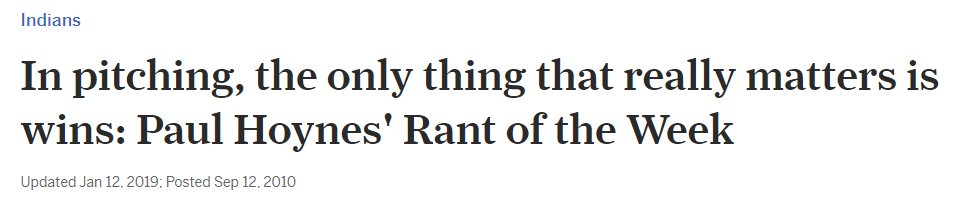 Indians
In pitching, the only thing that really matters is
wins: Paul Hoynes' Rant of the Week
Updated Jan 12, 2019; Posted Sep 12, 2010